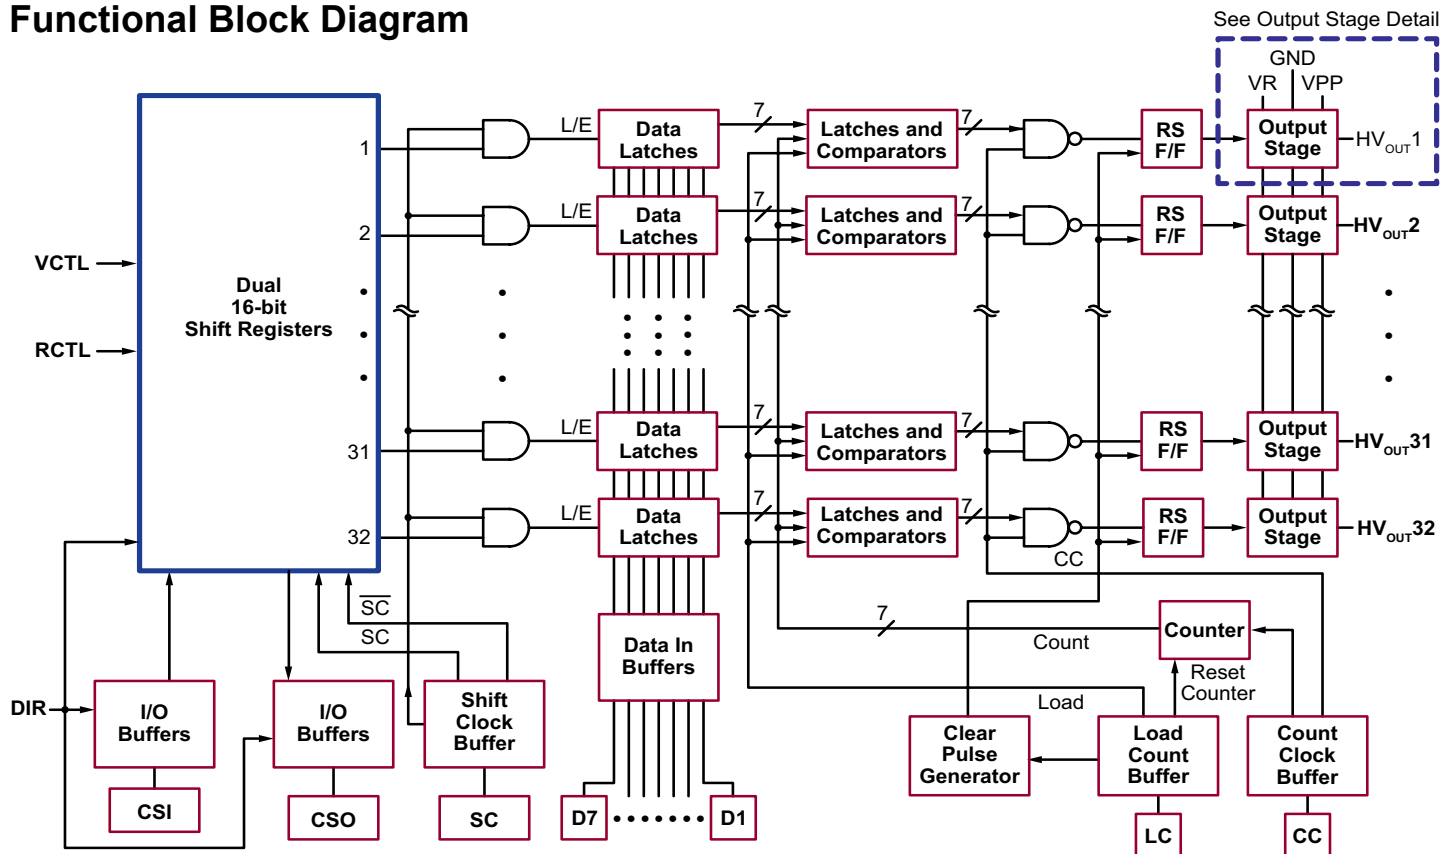 Functional Block Diagram
See Output Stage Detail
GND
VR VPP
1
L/E
Data
Latches
7
Latches and
Comparators
7
RS
F/F
Output
Stage
HVOUT1
2
L/E
Data
Latches
7
Latches and
Comparators
7
RS
F/F
Output
Stage
HVOUT2
VCTL
RCTL
Dual
16-bit
Shift Registers
31
L/E
Data
Latches
7
Latches and
Comparators
7
RS
F/F
Output
Stage
HVOUT31
32
L/E
Data
Latches
7
Latches and
Comparators
7
CC
RS
F/F
Output
Stage
HVOUT32
S̅C̅
SC
DIR
I/O
Buffers
I/O
Buffers
Shift
Clock
Buffer
Data In
Buffers
7
Count
Counter
Reset
Counter
Load
Clear
Pulse
Generator
Load
Count
Buffer
Count
Clock
Buffer
CSI
CSO
SC
D7
D1
LC
CC